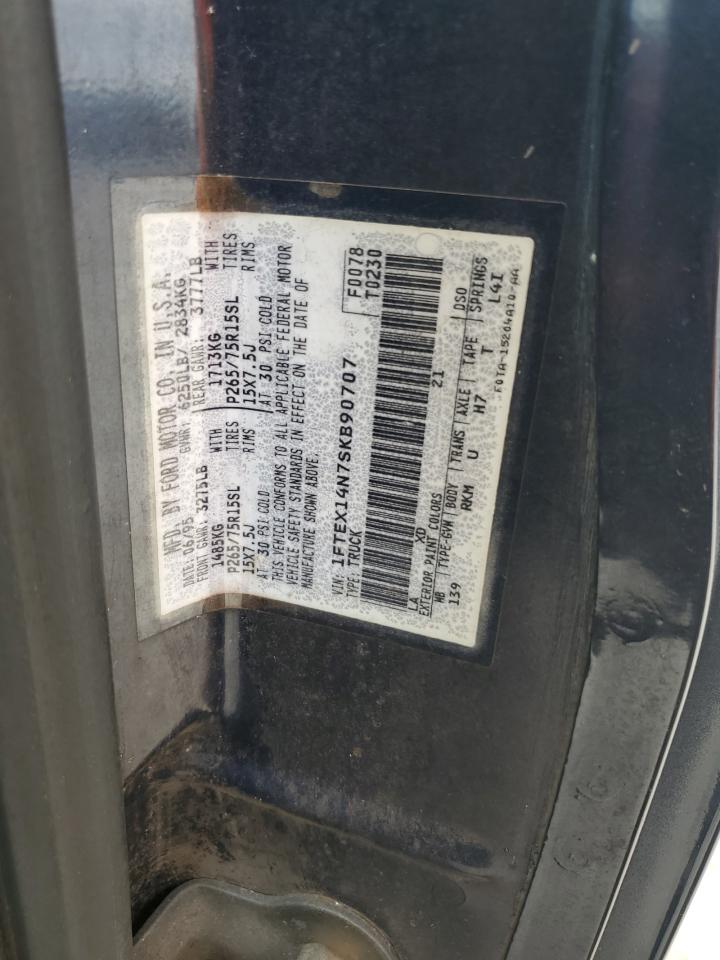 MFD. BY FORD MOTOR CO. IN U.S.A.
DATE: 06/95 GVWR: 6250LB/ 2834KG
FRONT GAWR: 3275LB REAR GAWR: 3777LB
1485KG WITH 1713KG WITH
P265/75R15SL TIRES P265/75R15SL TIRES
15X7.5J RIMS 15X7.5J RIMS
AT 30 PSI COLD AT 30 PSI COLD
THIS VEHICLE CONFORMS TO ALL APPLICABLE FEDERAL MOTOR
VEHICLE SAFETY STANDARDS IN EFFECT ON THE DATE OF
MANUFACTURE SHOWN ABOVE.
VIN: 1FTEX14N7SKB90707 F0078
TYPE: TRUCK T0230
LA XD 21
EXTERIOR PAINT COLORS DSO
WB TYPE-GVW BODY TRANS AXLE TAPE SPRINGS
139 RKM U H7 T L4I
F0TA-15204A10-AA